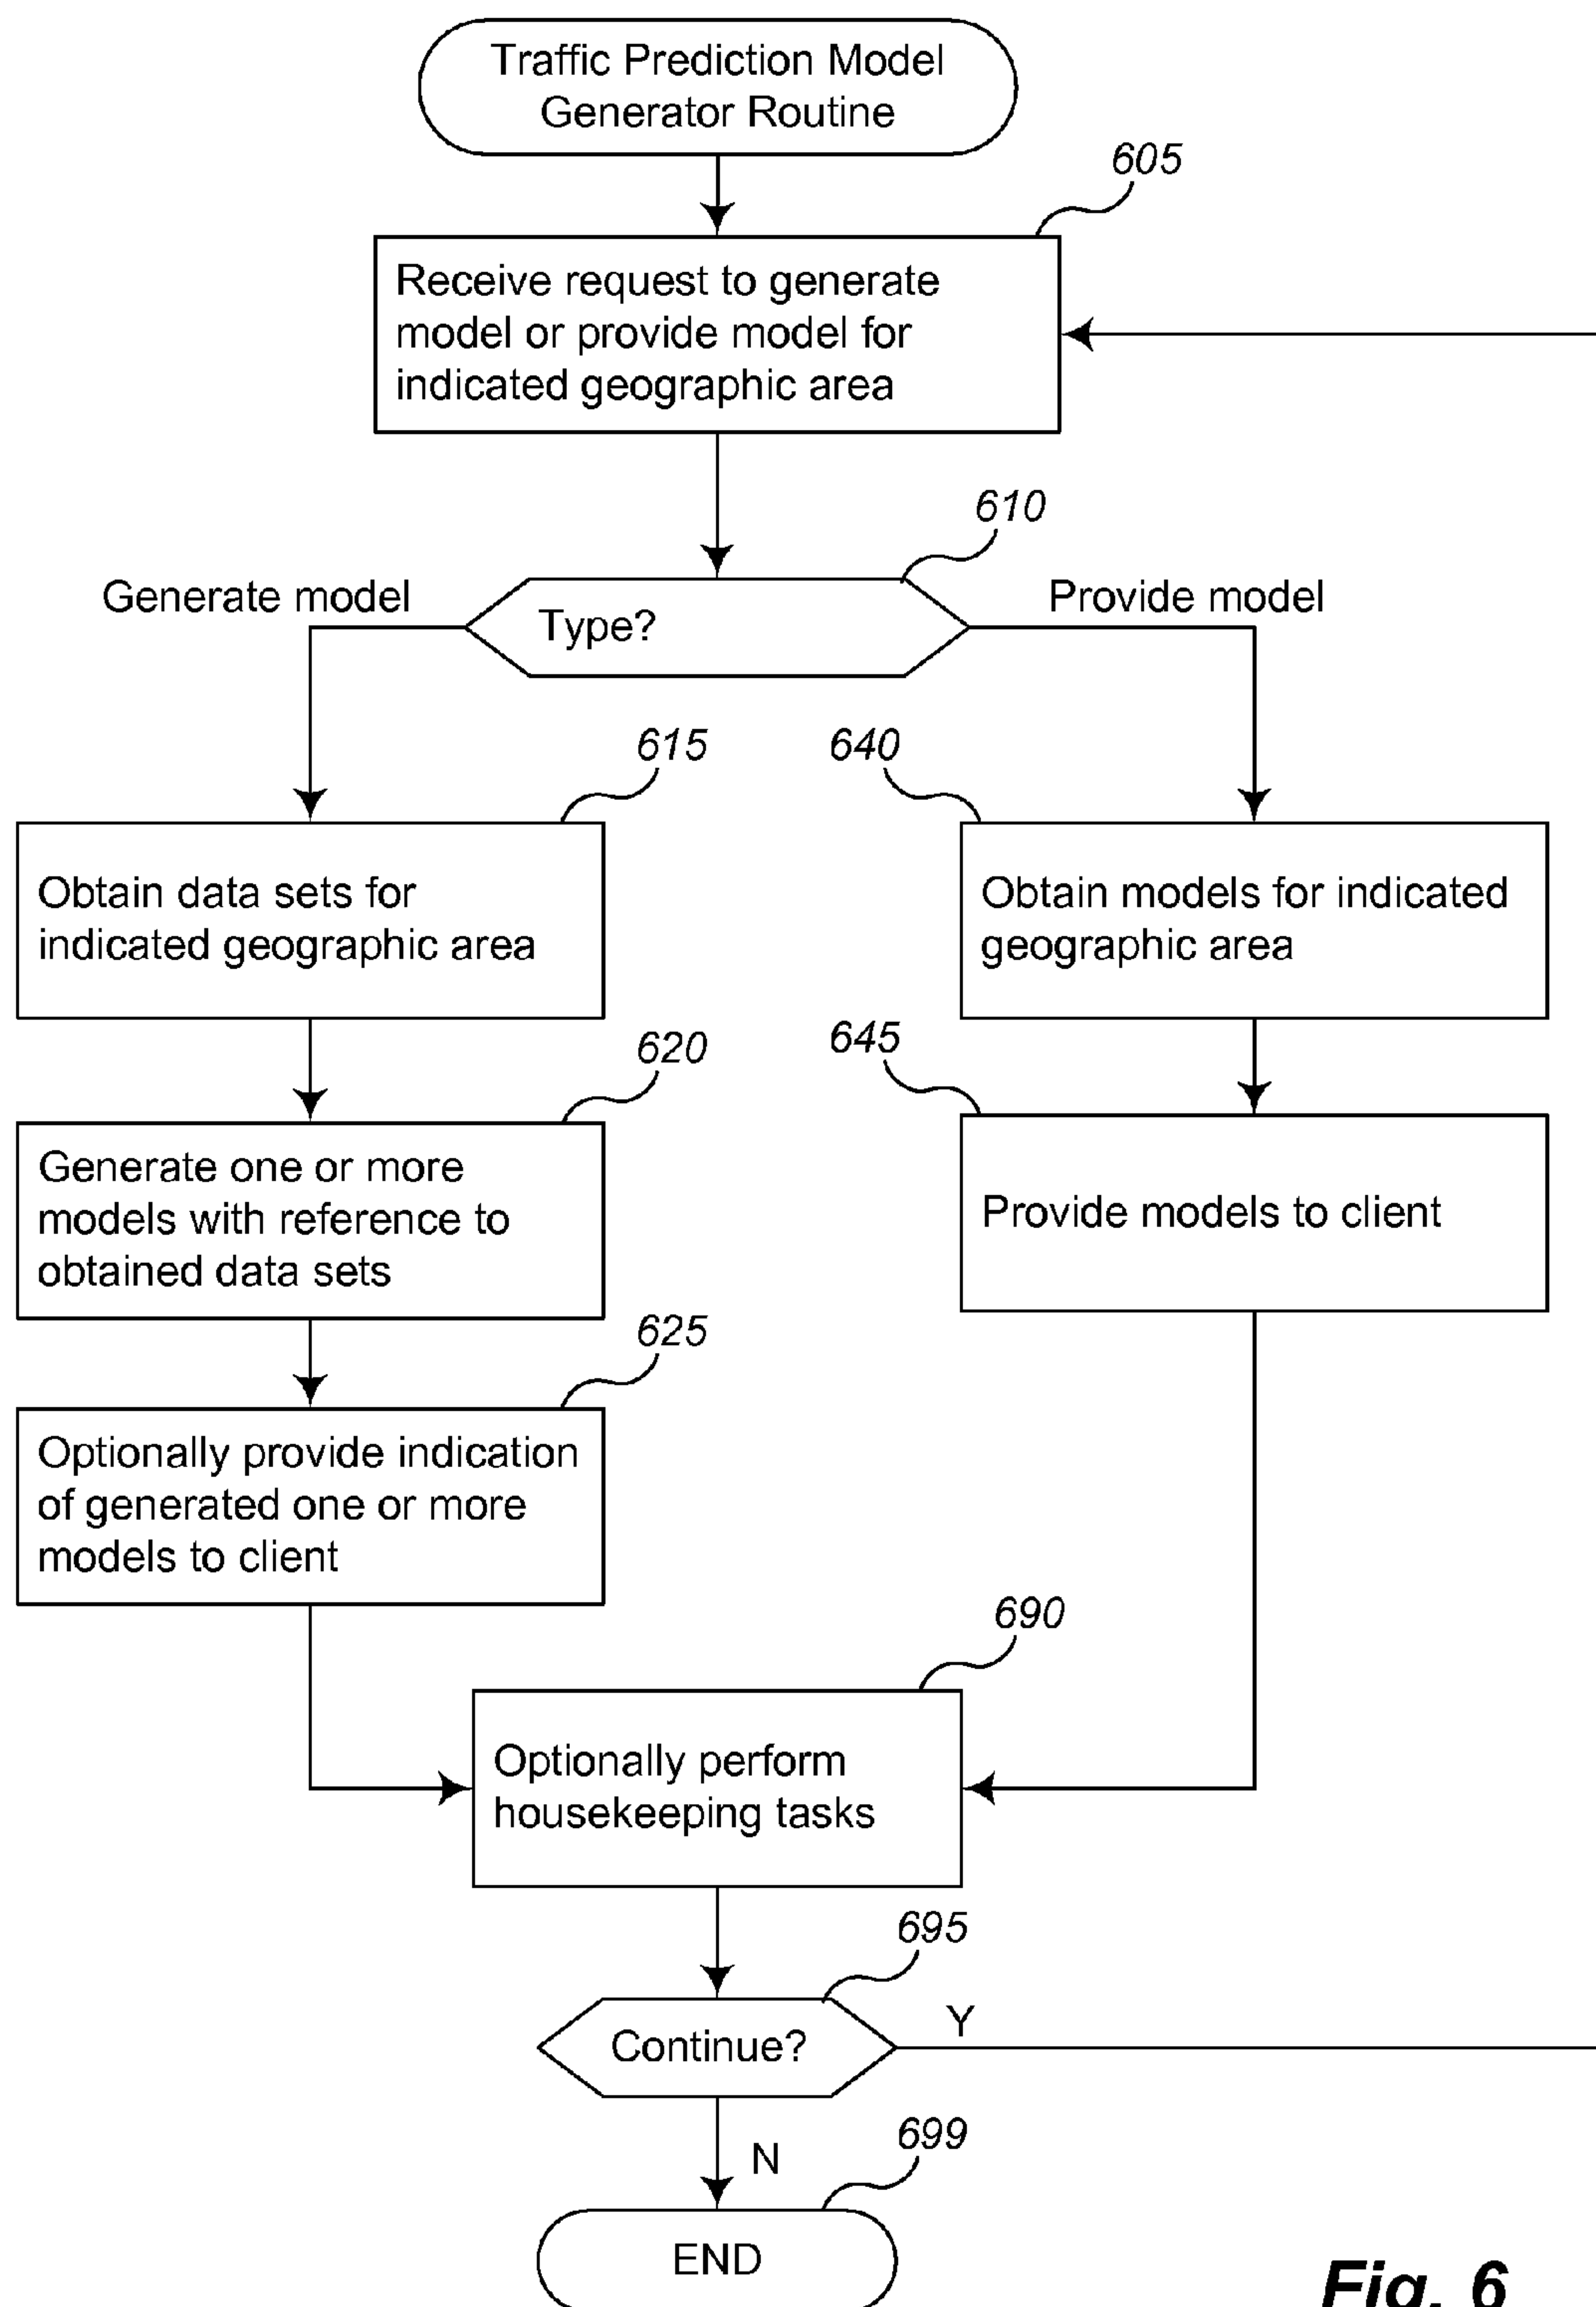 Traffic Prediction Model
Generator Routine
605
Receive request to generate
model or provide model for
indicated geographic area
610
Generate model
Type?
Provide model
615
640
Obtain data sets for
indicated geographic area
Obtain models for indicated
geographic area
620
645
Generate one or more
models with reference to
obtained data sets
Provide models to client
625
Optionally provide indication
of generated one or more
models to client
690
Optionally perform
housekeeping tasks
695
Continue?
Y
N
699
END
Fig. 6